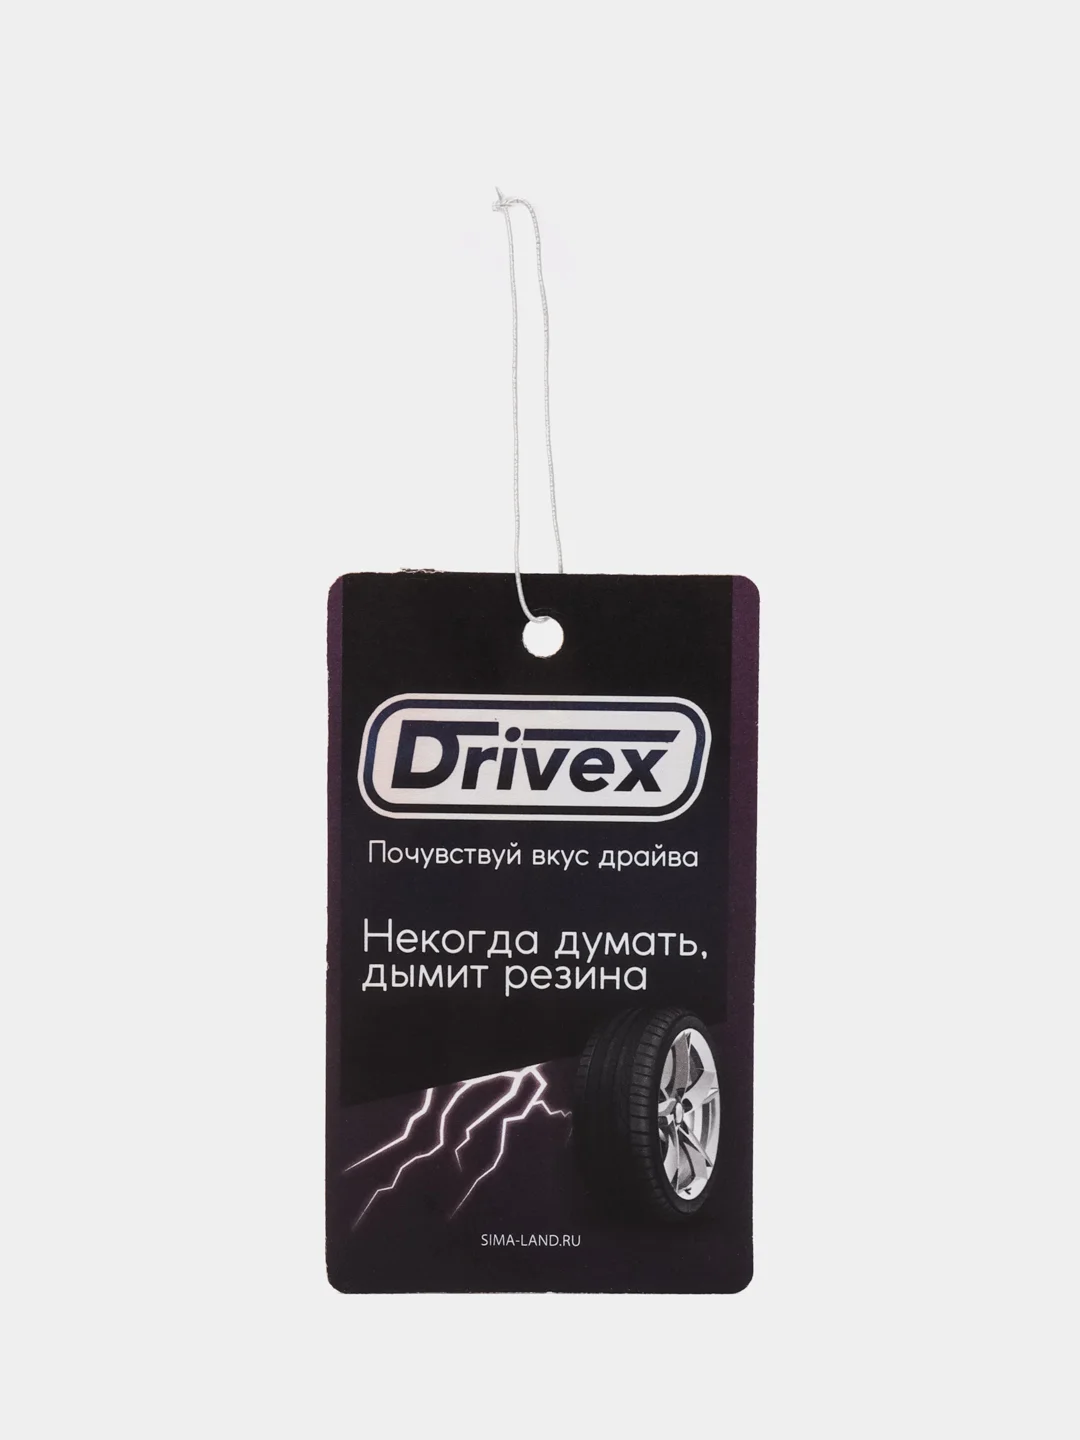 Drivex
Почувствуй вкус драйва
Некогда думать,
дымит резина
SIMA-LAND.RU